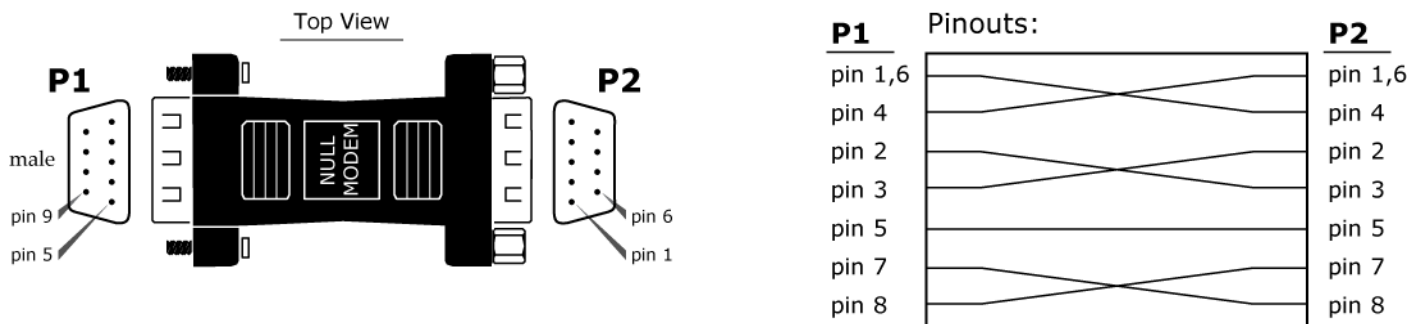 Top View
P1
P2
male
NULL
MODEM
pin 9
pin 5
pin 6
pin 1
Pinouts:
P1
P2
pin 1,6
pin 1,6
pin 4
pin 4
pin 2
pin 2
pin 3
pin 3
pin 5
pin 5
pin 7
pin 7
pin 8
pin 8